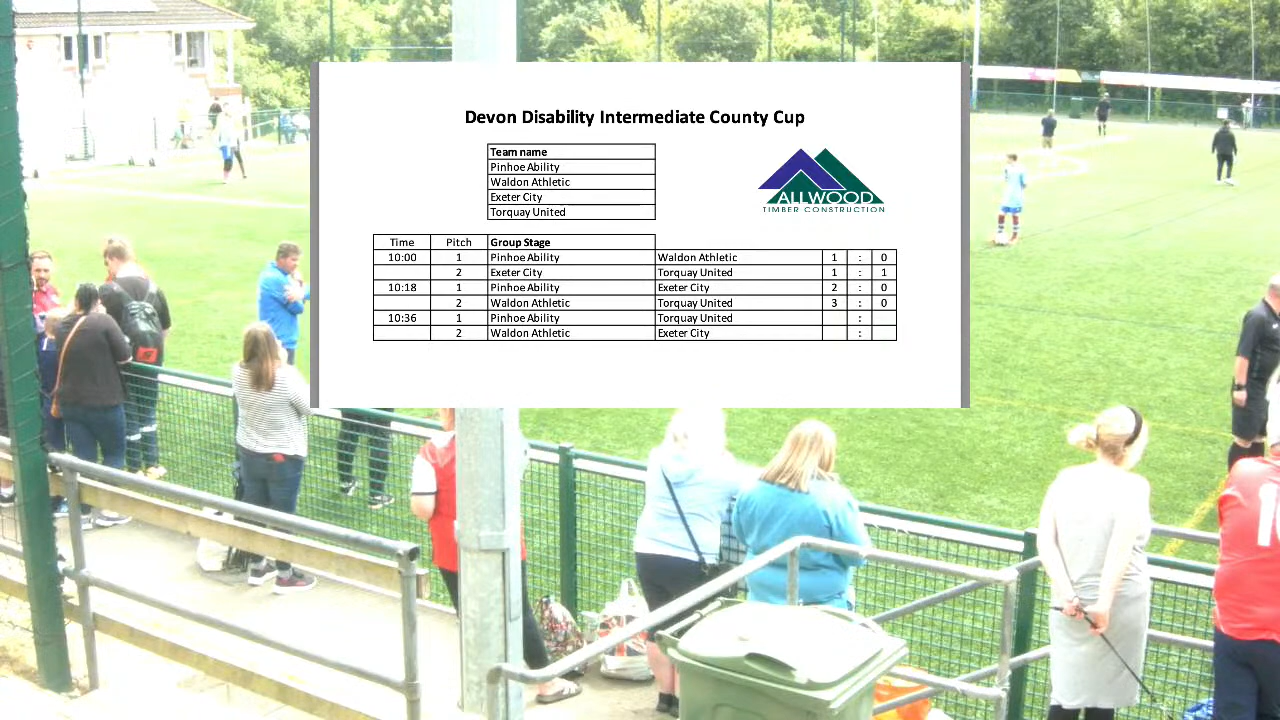 Devon Disability Intermediate County Cup
Team name
Pinhoe Ability
Waldon Athletic
Exeter City
Torquay United
ALLWOOD
TIMBER CONSTRUCTION
Time Pitch Group Stage
10:00 1 Pinhoe Ability Waldon Athletic 1 : 0
2 Exeter City Torquay United 1 : 1
10:18 1 Pinhoe Ability Exeter City 2 : 0
2 Waldon Athletic Torquay United 3 : 0
10:36 1 Pinhoe Ability Torquay United :
2 Waldon Athletic Exeter City :